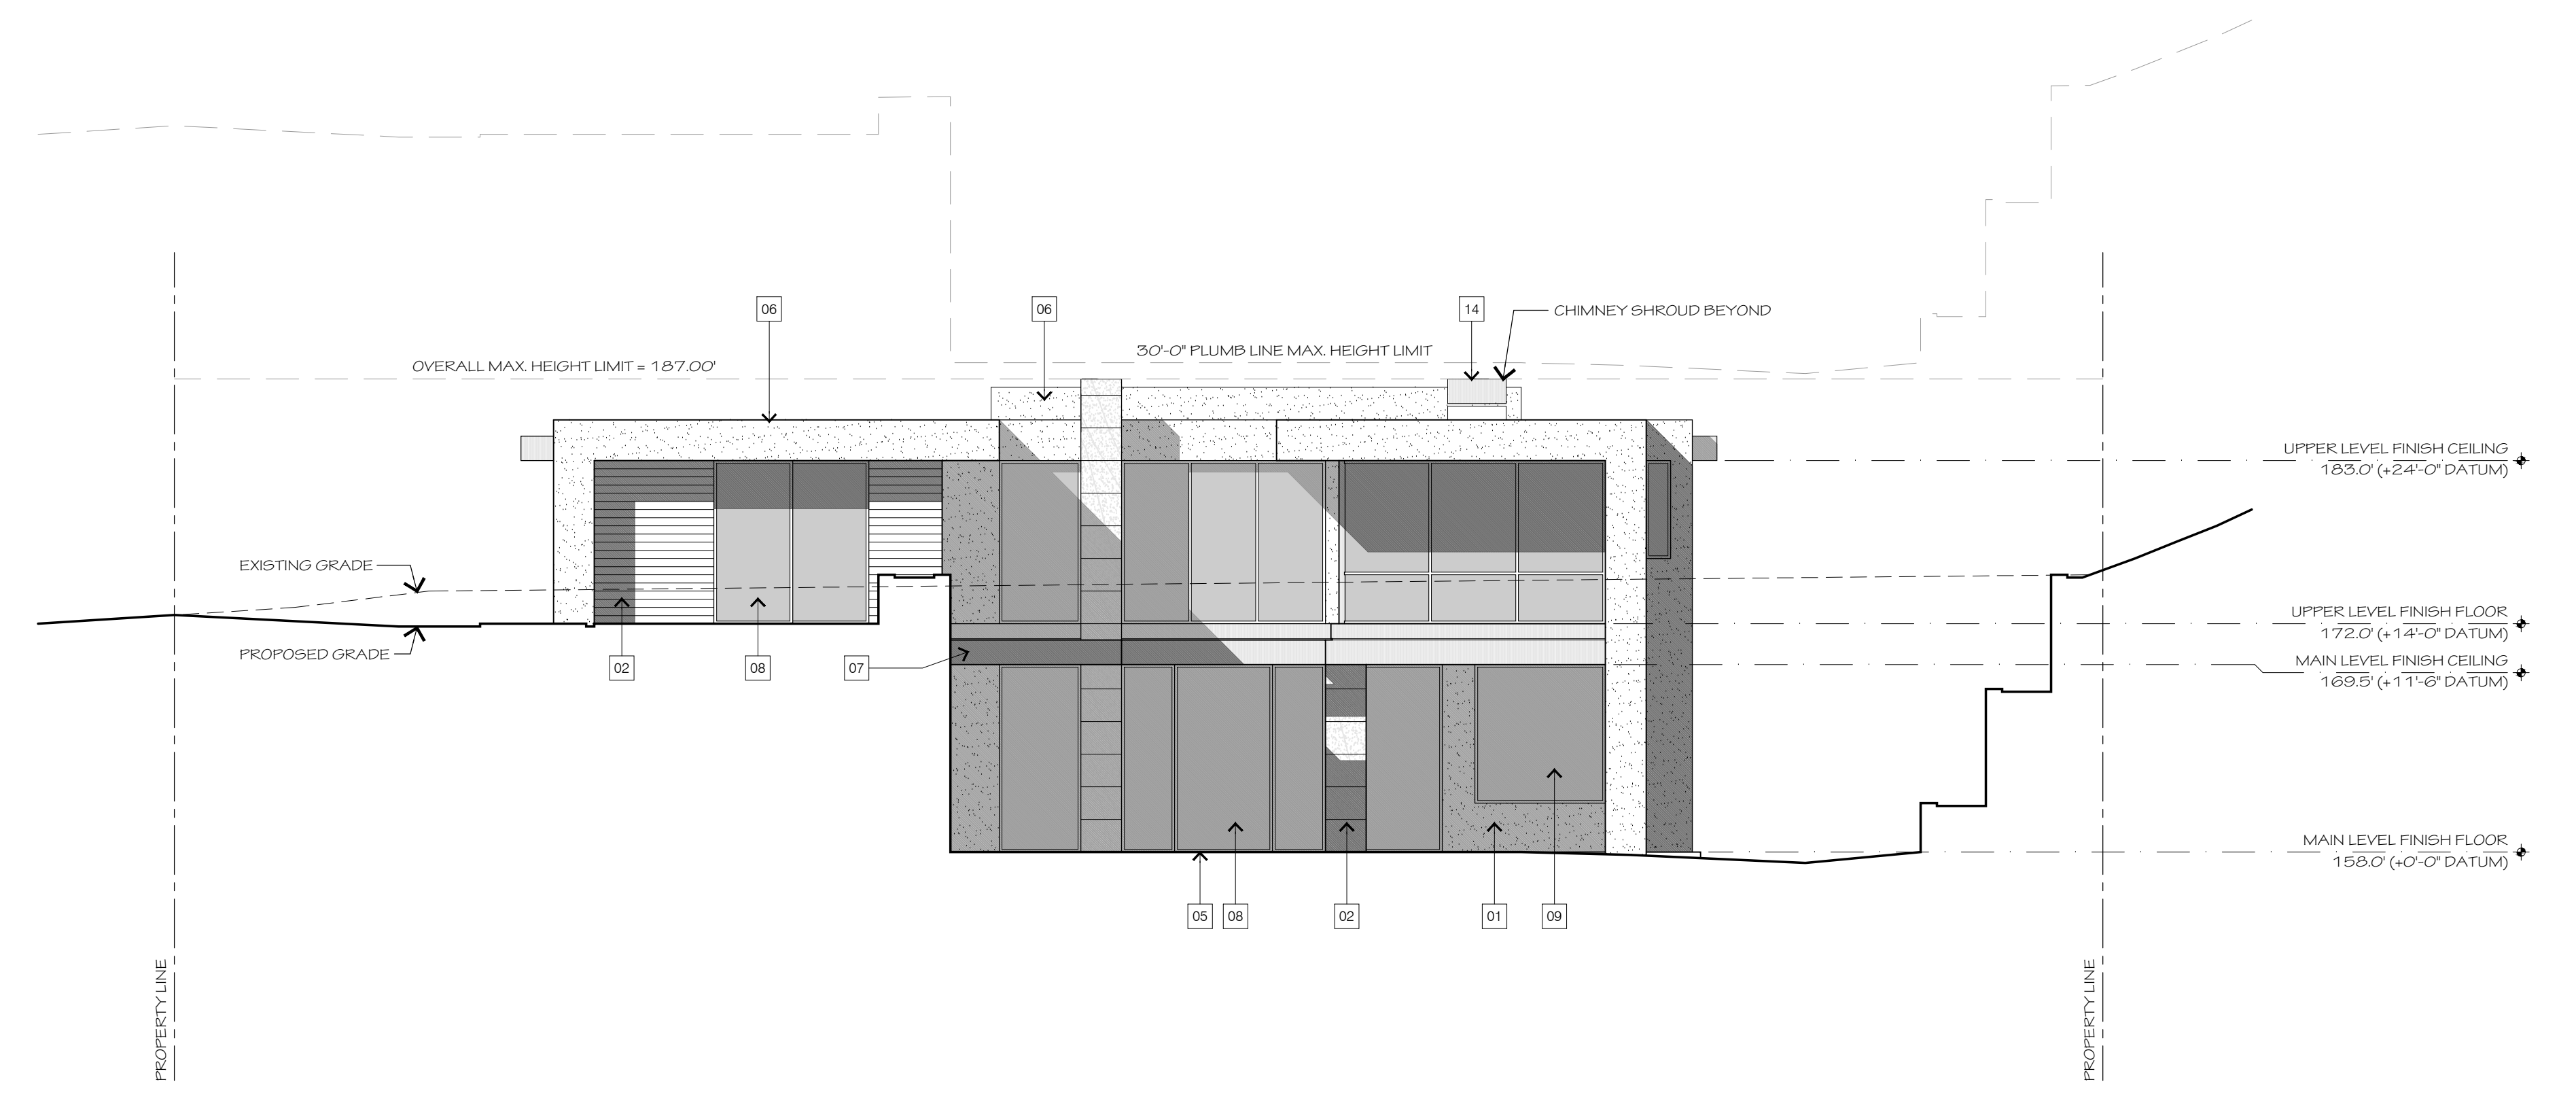 06
06
14
CHIMNEY SHROUD BEYOND
30'-0" PLUMB LINE MAX. HEIGHT LIMIT
OVERALL MAX. HEIGHT LIMIT = 187.00'
UPPER LEVEL FINISH CEILING
183.0' (+24'-0" DATUM)
EXISTING GRADE
UPPER LEVEL FINISH FLOOR
172.0' (+14'-0" DATUM)
PROPOSED GRADE
02
08
07
MAIN LEVEL FINISH CEILING
169.5' (+11'-6" DATUM)
MAIN LEVEL FINISH FLOOR
158.0' (+0'-0" DATUM)
05
08
02
01
09
PROPERTY LINE
PROPERTY LINE